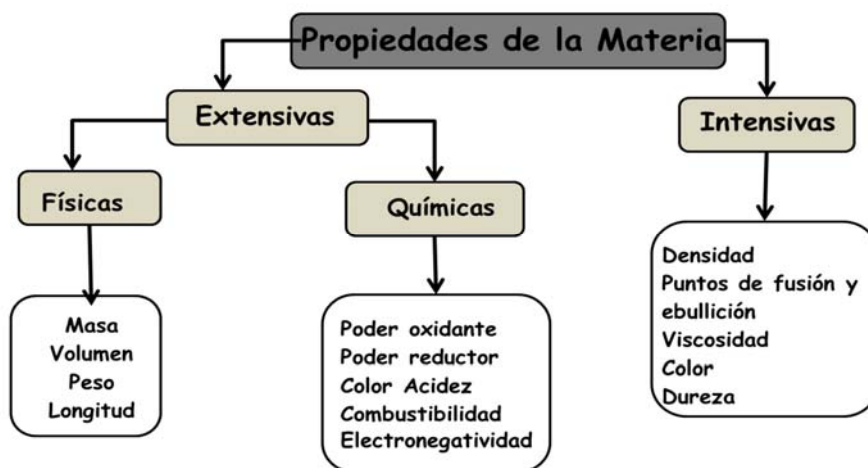 Propiedades de la Materia
Extensivas
Intensivas
Físicas
Químicas
Masa
Volumen
Peso
Longitud
Poder oxidante
Poder reductor
Color Acidez
Combustibilidad
Electronegatividad
Densidad
Puntos de fusión y
ebullición
Viscosidad
Color
Dureza